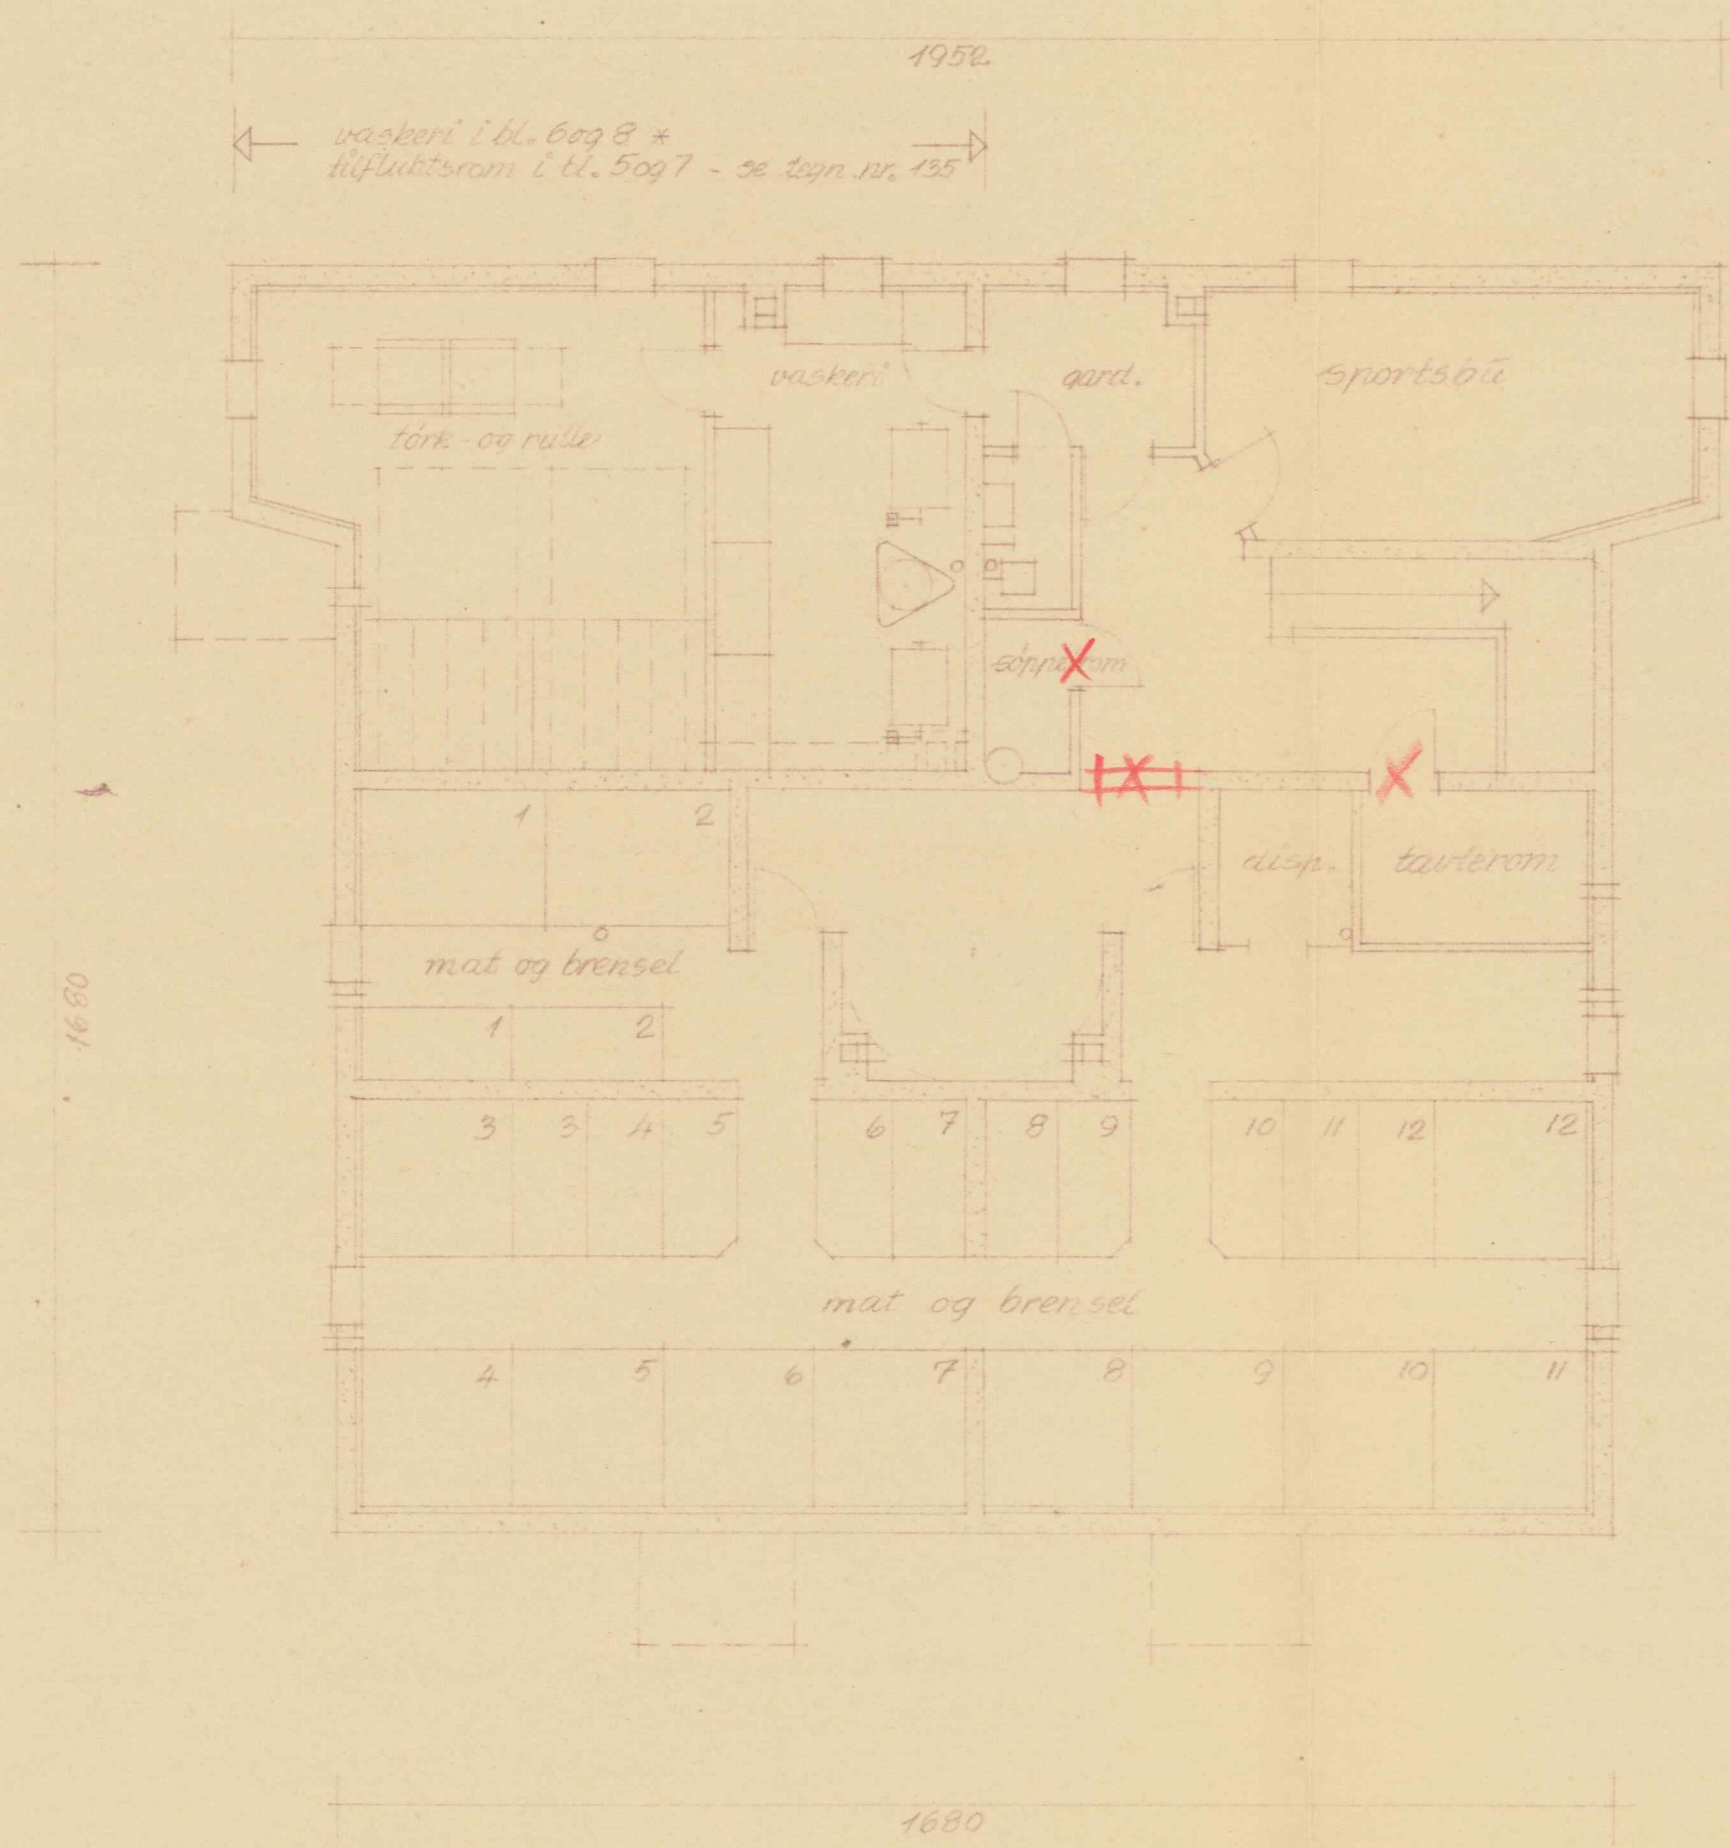 1952
vaskeri i bl. 6 og 8 *
tilfluktsrom i bl. 5 og 7 - se tegn. nr. 135
vaskeri
gard.
sportsbu
törk- og rulle
söppelrom
1
2
disp.
tavlerom
mat og brensel
1680
1
2
3
3
4
5
6
7
8
9
10
11
12
12
mat og brensel
4
5
6
7
8
9
10
11
1680